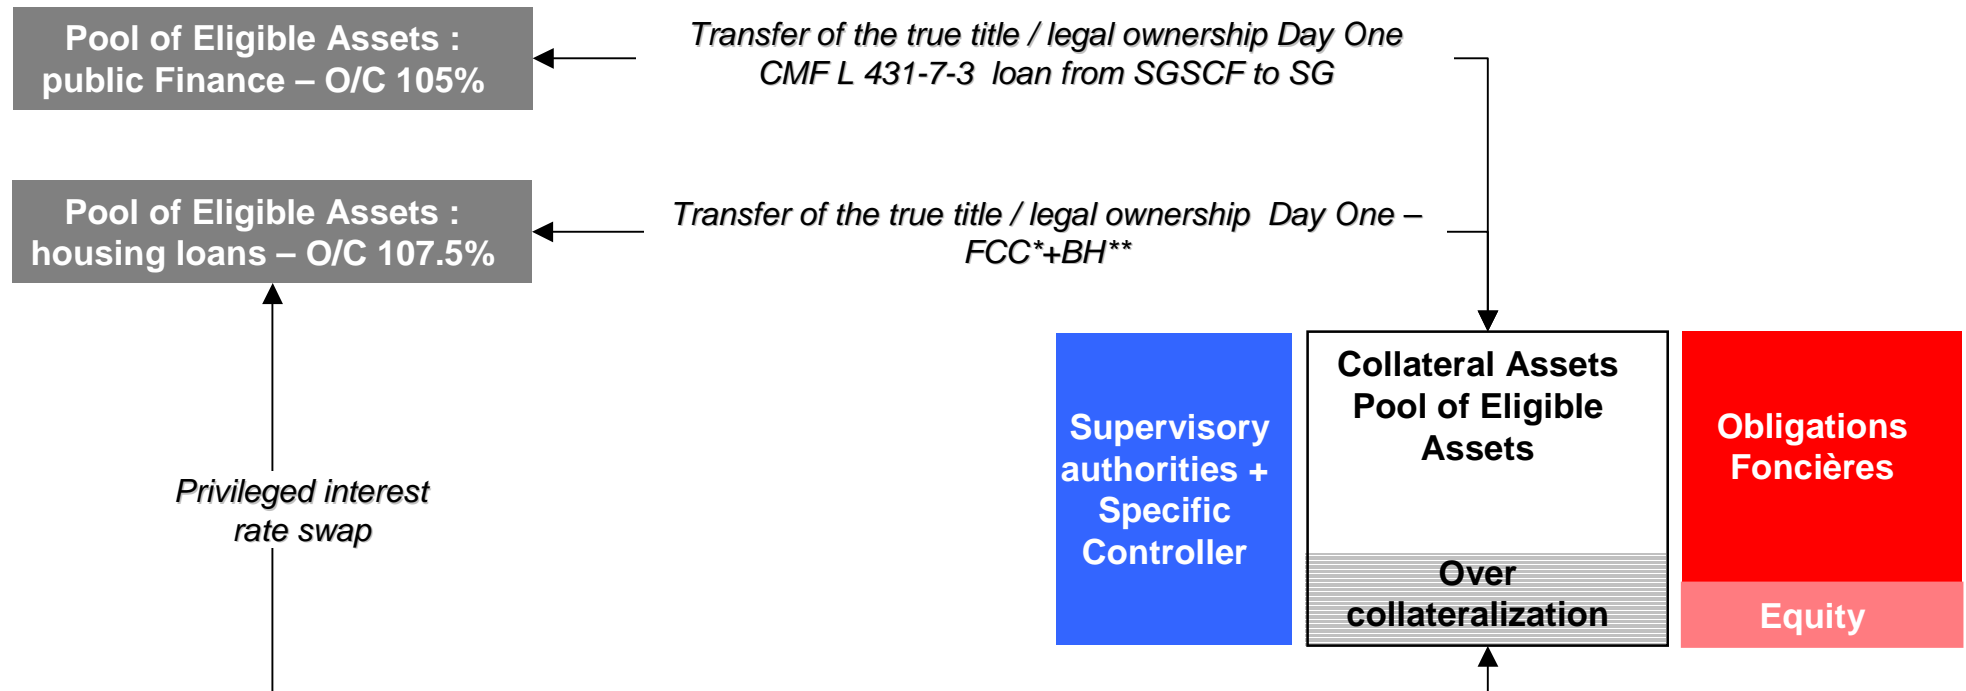 Pool of Eligible Assets :
public Finance – O/C 105%
Transfer of the true title / legal ownership Day One
CMF L 431-7-3 loan from SGSCF to SG
Pool of Eligible Assets :
housing loans – O/C 107.5%
Transfer of the true title / legal ownership Day One –
FCC*+BH**
Privileged interest
rate swap
Supervisory
authorities +
Specific
Controller
Collateral Assets
Pool of Eligible
Assets
Over
collateralization
Obligations
Foncières
Equity